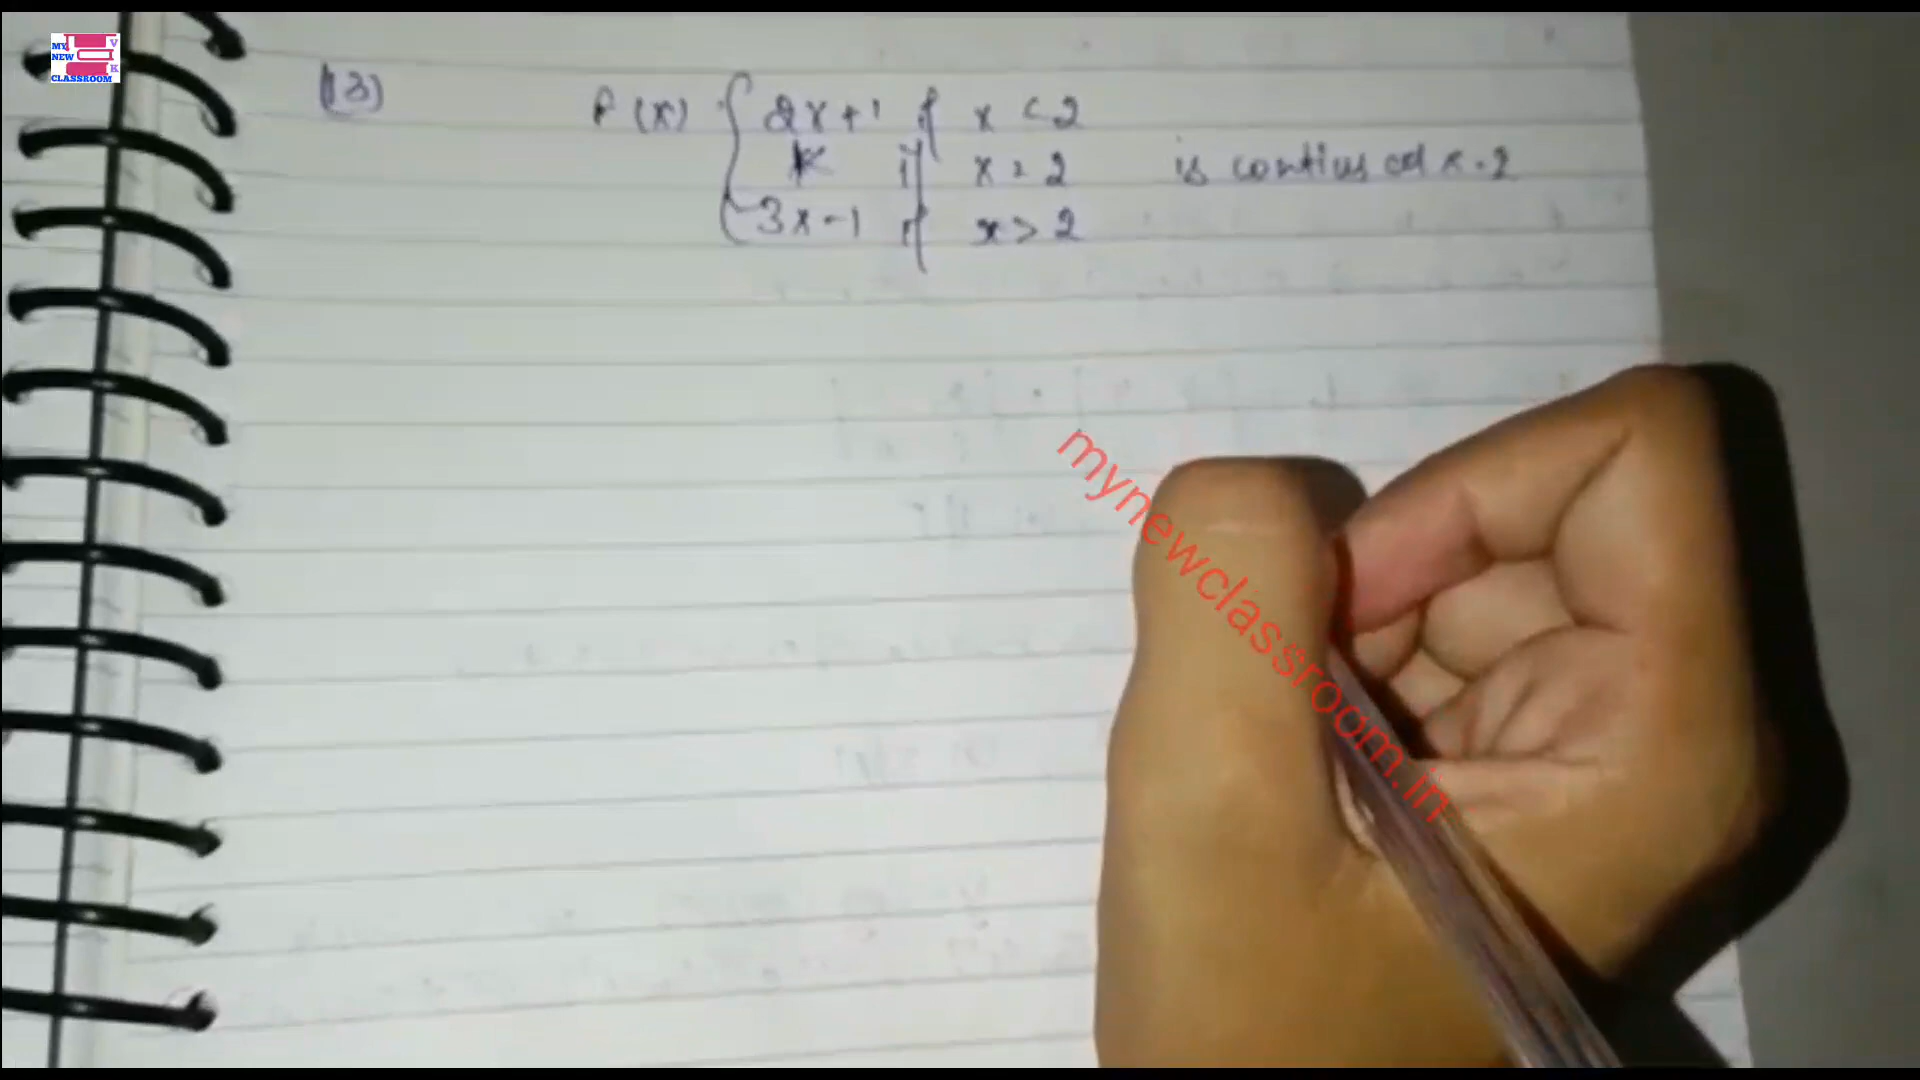 MY NEW CLASSROOM V K
(13) f(x) { 2x+1 if x < 2
K if x = 2 is contius at x = 2
3x-1 if x > 2
mynewclassroom.in